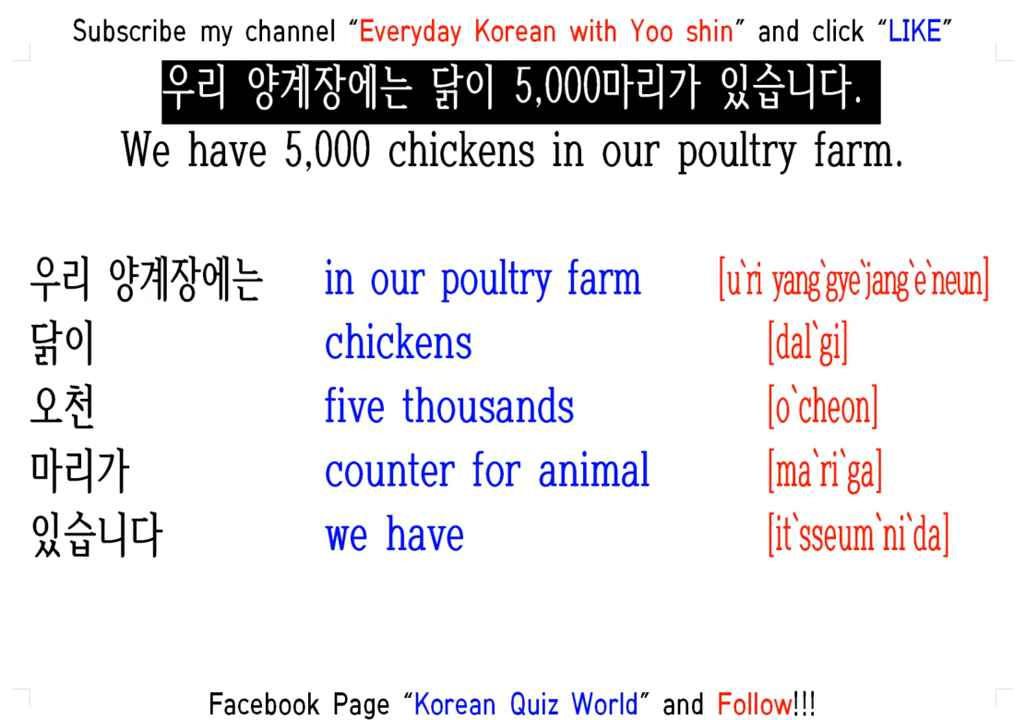 Subscribe my channel “Everyday Korean with Yoo shin” and click “LIKE”
우리 양계장에는 닭이 5,000마리가 있습니다.
We have 5,000 chickens in our poultry farm.
우리 양계장에는 in our poultry farm [u`ri yang`gye`jang`e`neun]
닭이 chickens [dal`gi]
오천 five thousands [o`cheon]
마리가 counter for animal [ma`ri`ga]
있습니다 we have [it`sseum`ni`da]
Facebook Page “Korean Quiz World” and Follow!!!